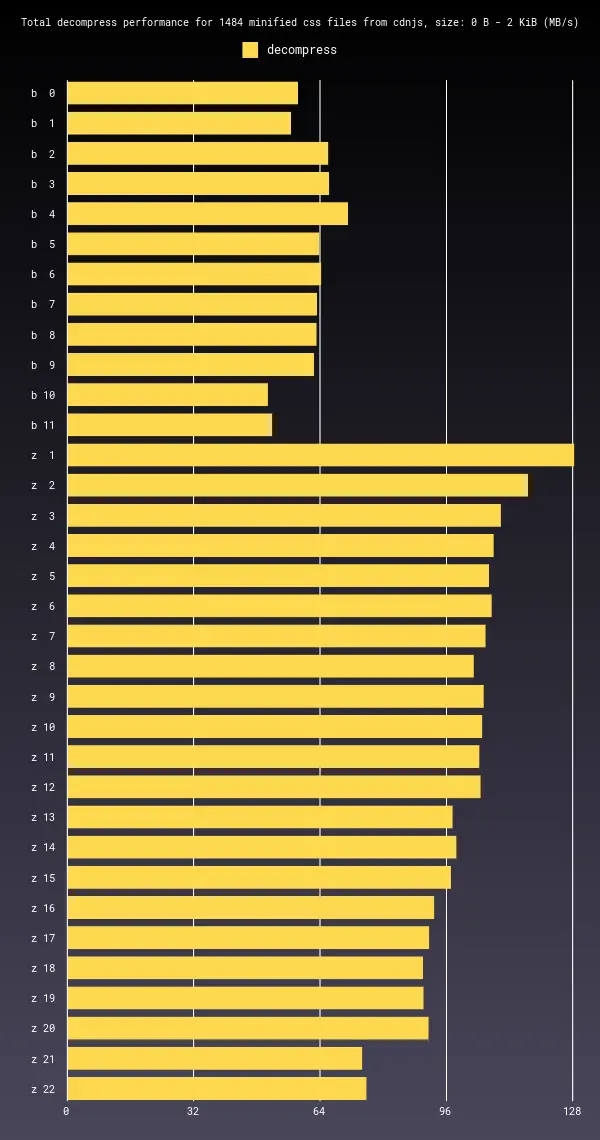 Total decompress performance for 1484 minified css files from cdnjs, size: 0 B - 2 KiB (MB/s)
decompress
b  0
b  1
b  2
b  3
b  4
b  5
b  6
b  7
b  8
b  9
b 10
b 11
z  1
z  2
z  3
z  4
z  5
z  6
z  7
z  8
z  9
z 10
z 11
z 12
z 13
z 14
z 15
z 16
z 17
z 18
z 19
z 20
z 21
z 22
0 32 64 96 128